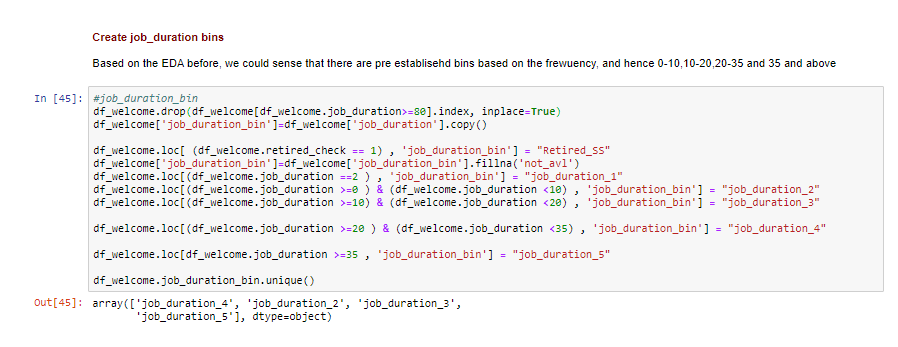 Create job_duration bins
Based on the EDA before, we could sense that there are pre establisehd bins based on the frewuency, and hence 0-10,10-20,20-35 and 35 and above
In [45]:
#job_duration_bin
df_welcome.drop(df_welcome[df_welcome.job_duration>=80].index, inplace=True)
df_welcome['job_duration_bin']=df_welcome['job_duration'].copy()
df_welcome.loc[ (df_welcome.retired_check == 1) , 'job_duration_bin'] = "Retired_SS"
df_welcome['job_duration_bin']=df_welcome['job_duration_bin'].fillna('not_avl')
df_welcome.loc[(df_welcome.job_duration ==2 ) , 'job_duration_bin'] = "job_duration_1"
df_welcome.loc[(df_welcome.job_duration >=0 ) & (df_welcome.job_duration <10) , 'job_duration_bin'] = "job_duration_2"
df_welcome.loc[(df_welcome.job_duration >=10) & (df_welcome.job_duration <20) , 'job_duration_bin'] = "job_duration_3"
df_welcome.loc[(df_welcome.job_duration >=20 ) & (df_welcome.job_duration <35) , 'job_duration_bin'] = "job_duration_4"
df_welcome.loc[df_welcome.job_duration >=35 , 'job_duration_bin'] = "job_duration_5"
df_welcome.job_duration_bin.unique()
Out[45]: array(['job_duration_4', 'job_duration_2', 'job_duration_3',
'job_duration_5'], dtype=object)